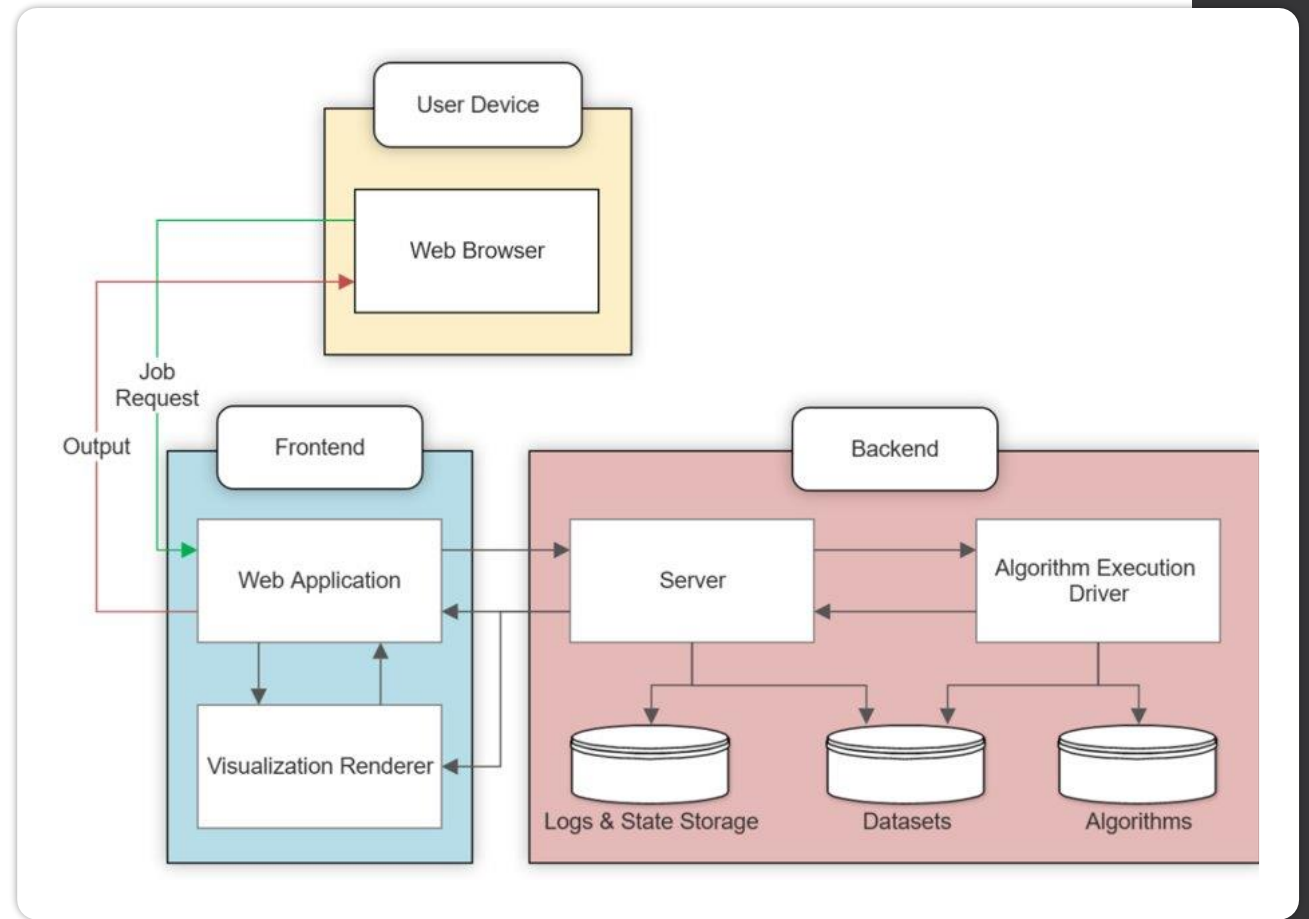 User Device
Web Browser
Job
Request
Output
Frontend
Backend
Web Application
Server
Algorithm Execution
Driver
Visualization Renderer
Logs & State Storage
Datasets
Algorithms